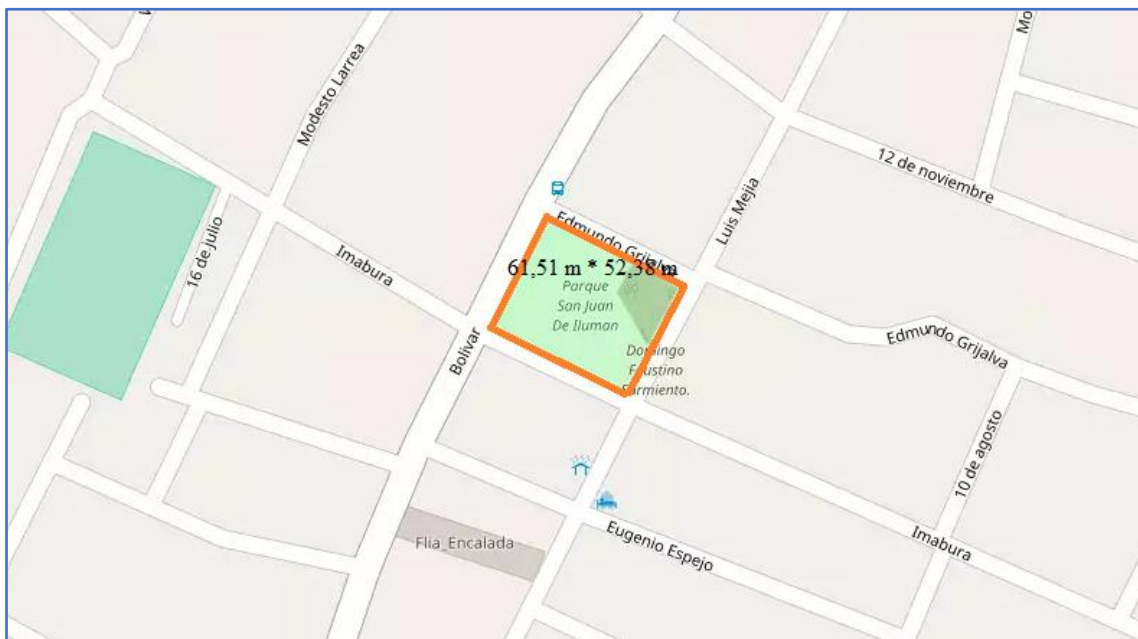 Modesto Larrea
Mo
12 de noviembre
Luis Mejia
Edmundo Grijalva
61,51 m * 52,38 m
Parque
San Juan
De Iluman
16 de julio
Imabura
Bolivar
Domingo
Faustino
Sarmiento.
Edmundo Grijalva
10 de agosto
Imabura
Eugenio Espejo
Flia_Encalada